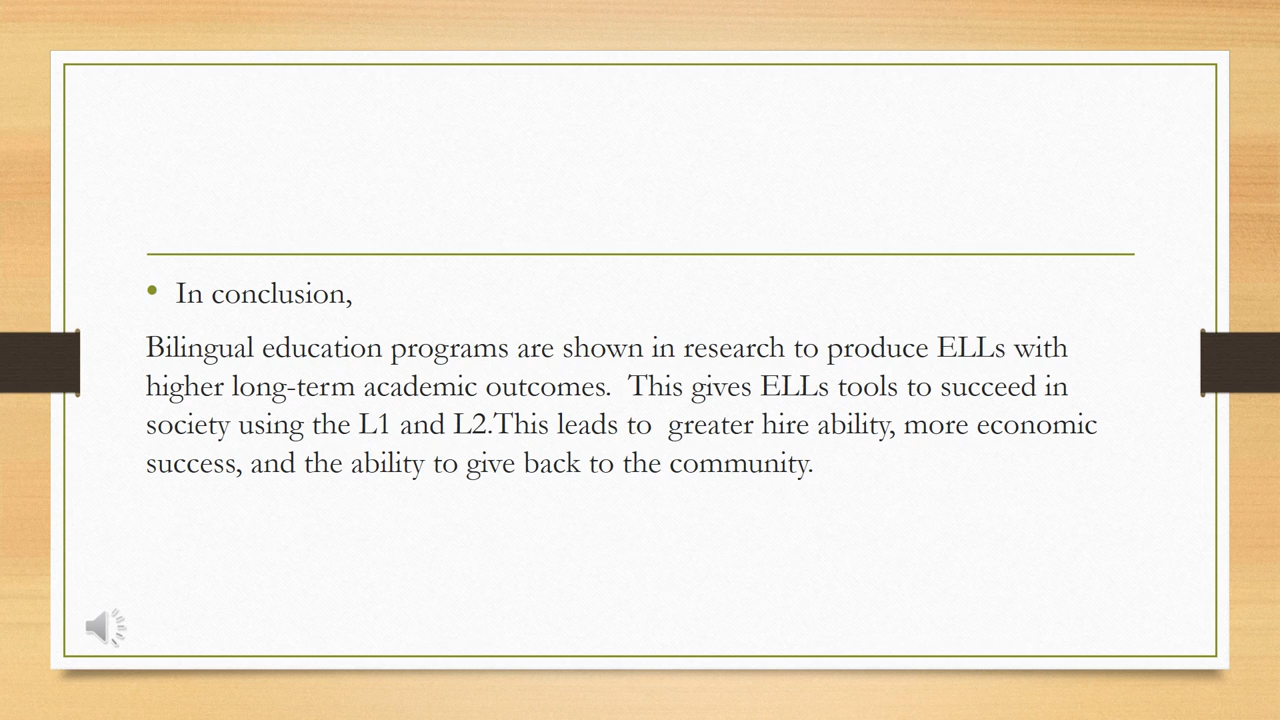 • In conclusion,
Bilingual education programs are shown in research to produce ELLs with
higher long-term academic outcomes.  This gives ELLs tools to succeed in
society using the L1 and L2.This leads to  greater hire ability, more economic
success, and the ability to give back to the community.